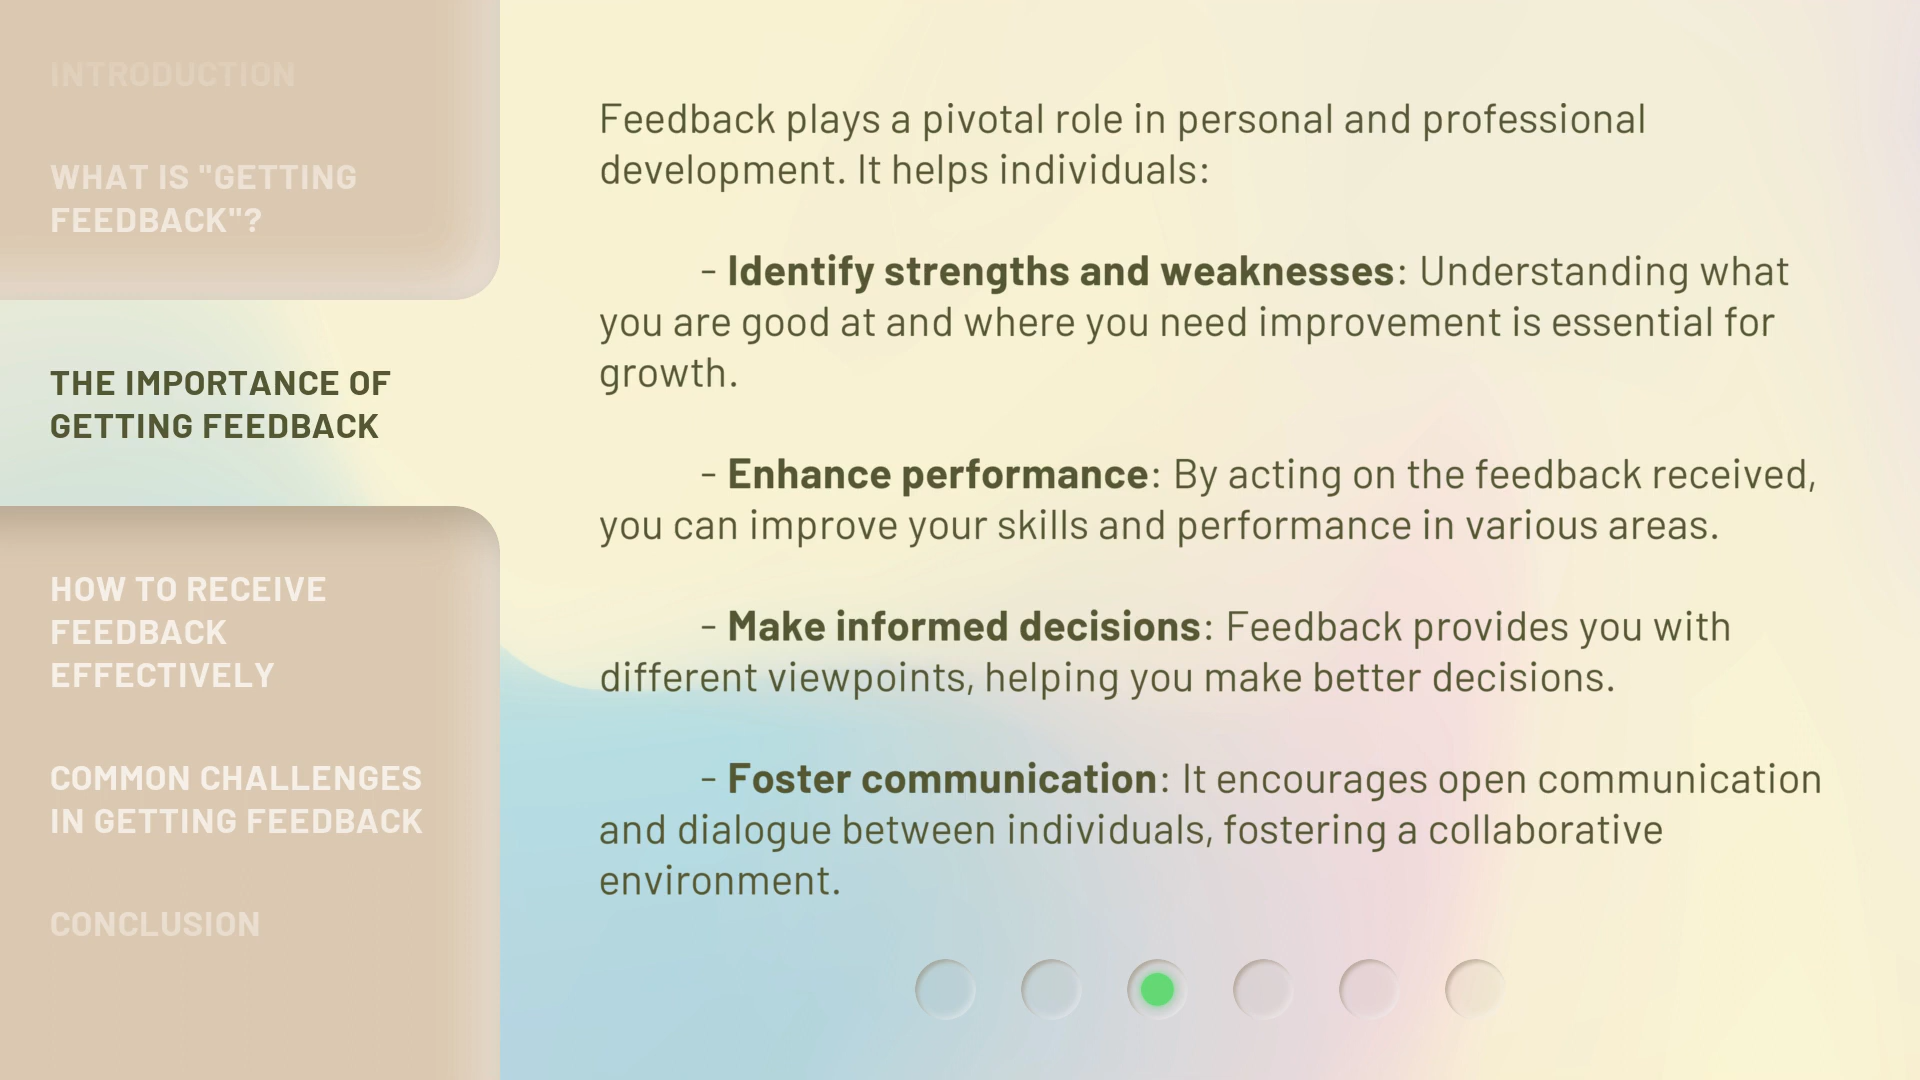 INTRODUCTION
WHAT IS "GETTING
FEEDBACK"?
THE IMPORTANCE OF
GETTING FEEDBACK
HOW TO RECEIVE
FEEDBACK
EFFECTIVELY
COMMON CHALLENGES
IN GETTING FEEDBACK
CONCLUSION
Feedback plays a pivotal role in personal and professional
development. It helps individuals:
- Identify strengths and weaknesses: Understanding what
you are good at and where you need improvement is essential for
growth.
- Enhance performance: By acting on the feedback received,
you can improve your skills and performance in various areas.
- Make informed decisions: Feedback provides you with
different viewpoints, helping you make better decisions.
- Foster communication: It encourages open communication
and dialogue between individuals, fostering a collaborative
environment.